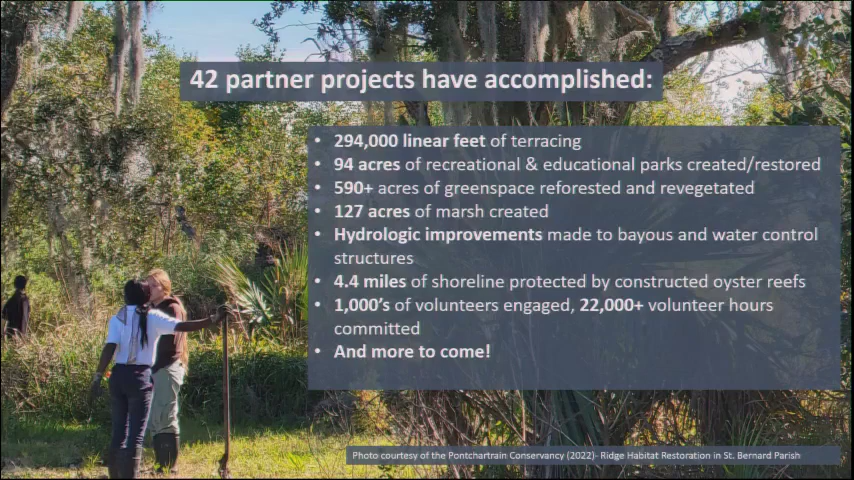 42 partner projects have accomplished:
• 294,000 linear feet of terracing
• 94 acres of recreational & educational parks created/restored
• 590+ acres of greenspace reforested and revegetated
• 127 acres of marsh created
• Hydrologic improvements made to bayous and water control
structures
• 4.4 miles of shoreline protected by constructed oyster reefs
• 1,000’s of volunteers engaged, 22,000+ volunteer hours
committed
• And more to come!
Photo courtesy of the Pontchartrain Conservancy (2022)- Ridge Habitat Restoration in St. Bernard Parish